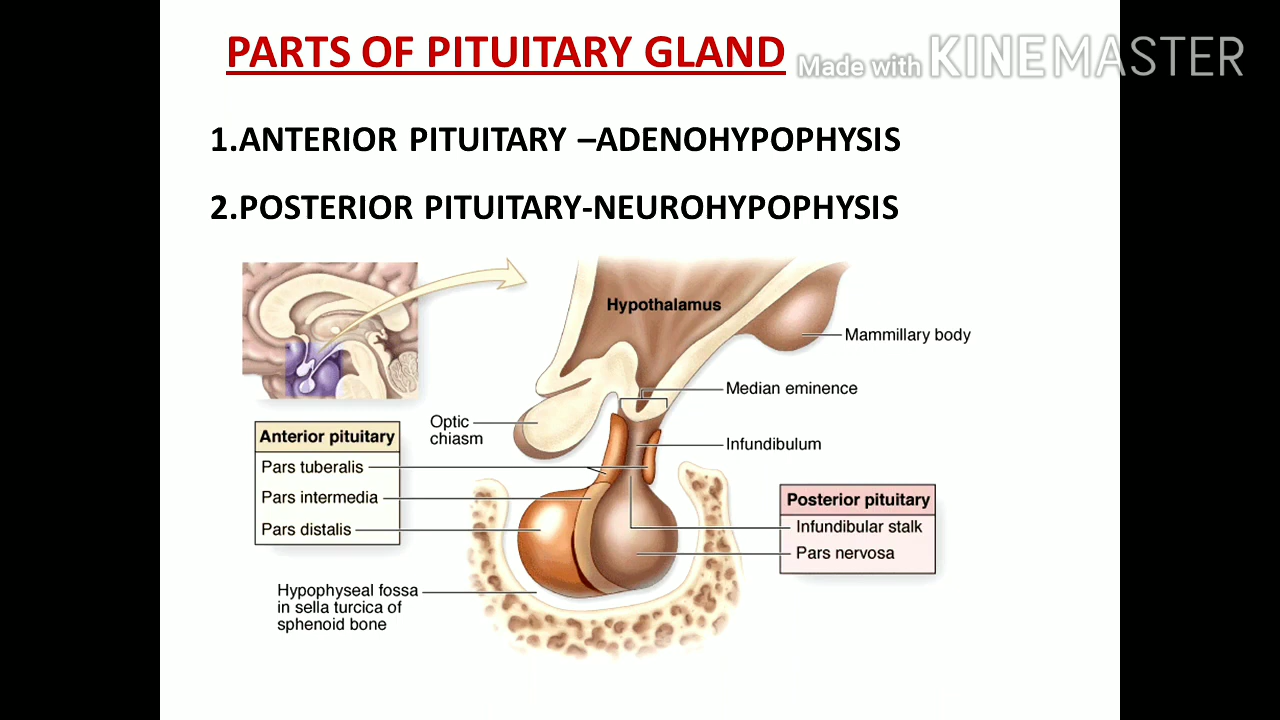 PARTS OF PITUITARY GLAND
Made with KINEMASTER
1.ANTERIOR PITUITARY –ADENOHYPOPHYSIS
2.POSTERIOR PITUITARY-NEUROHYPOPHYSIS
Hypothalamus
Mammillary body
Median eminence
Optic
chiasm
Infundibulum
Anterior pituitary
Pars tuberalis
Pars intermedia
Pars distalis
Posterior pituitary
Infundibular stalk
Pars nervosa
Hypophyseal fossa
in sella turcica of
sphenoid bone